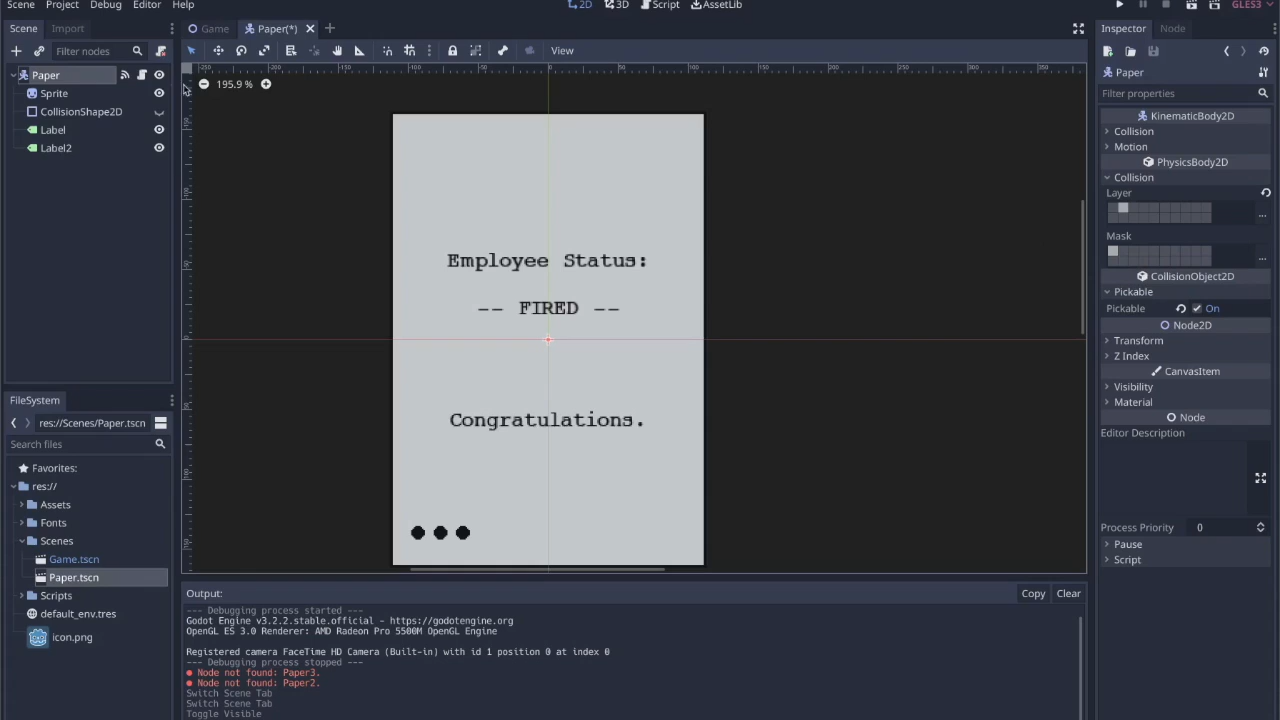 Scene Project Debug Editor Help
2D 3D Script AssetLib
GLES3
Scene Import
Game Paper(*)
Inspector Node
Filter nodes
View
Paper
Sprite
CollisionShape2D
Label
Label2
195.9 %
Employee Status:
-- FIRED --
Congratulations.
Paper
Filter properties
KinematicBody2D
Collision
Motion
PhysicsBody2D
Collision
Layer
...
Mask
...
CollisionObject2D
Pickable
Pickable On
Node2D
Transform
Z Index
CanvasItem
Visibility
Material
Node
Editor Description
Process Priority 0
Pause
Script
FileSystem
res://Scenes/Paper.tscn
Search files
Favorites:
res://
Assets
Fonts
Scenes
Game.tscn
Paper.tscn
Scripts
default_env.tres
icon.png
Output: Copy Clear
--- Debugging process started ---
Godot Engine v3.2.2.stable.official - https://godotengine.org
OpenGL ES 3.0 Renderer: AMD Radeon Pro 5500M OpenGL Engine
Registered camera FaceTime HD Camera (Built-in) with id 1 position 0 at index 0
--- Debugging process stopped ---
Node not found: Paper3.
Node not found: Paper2.
Switch Scene Tab
Switch Scene Tab
Toggle Visible